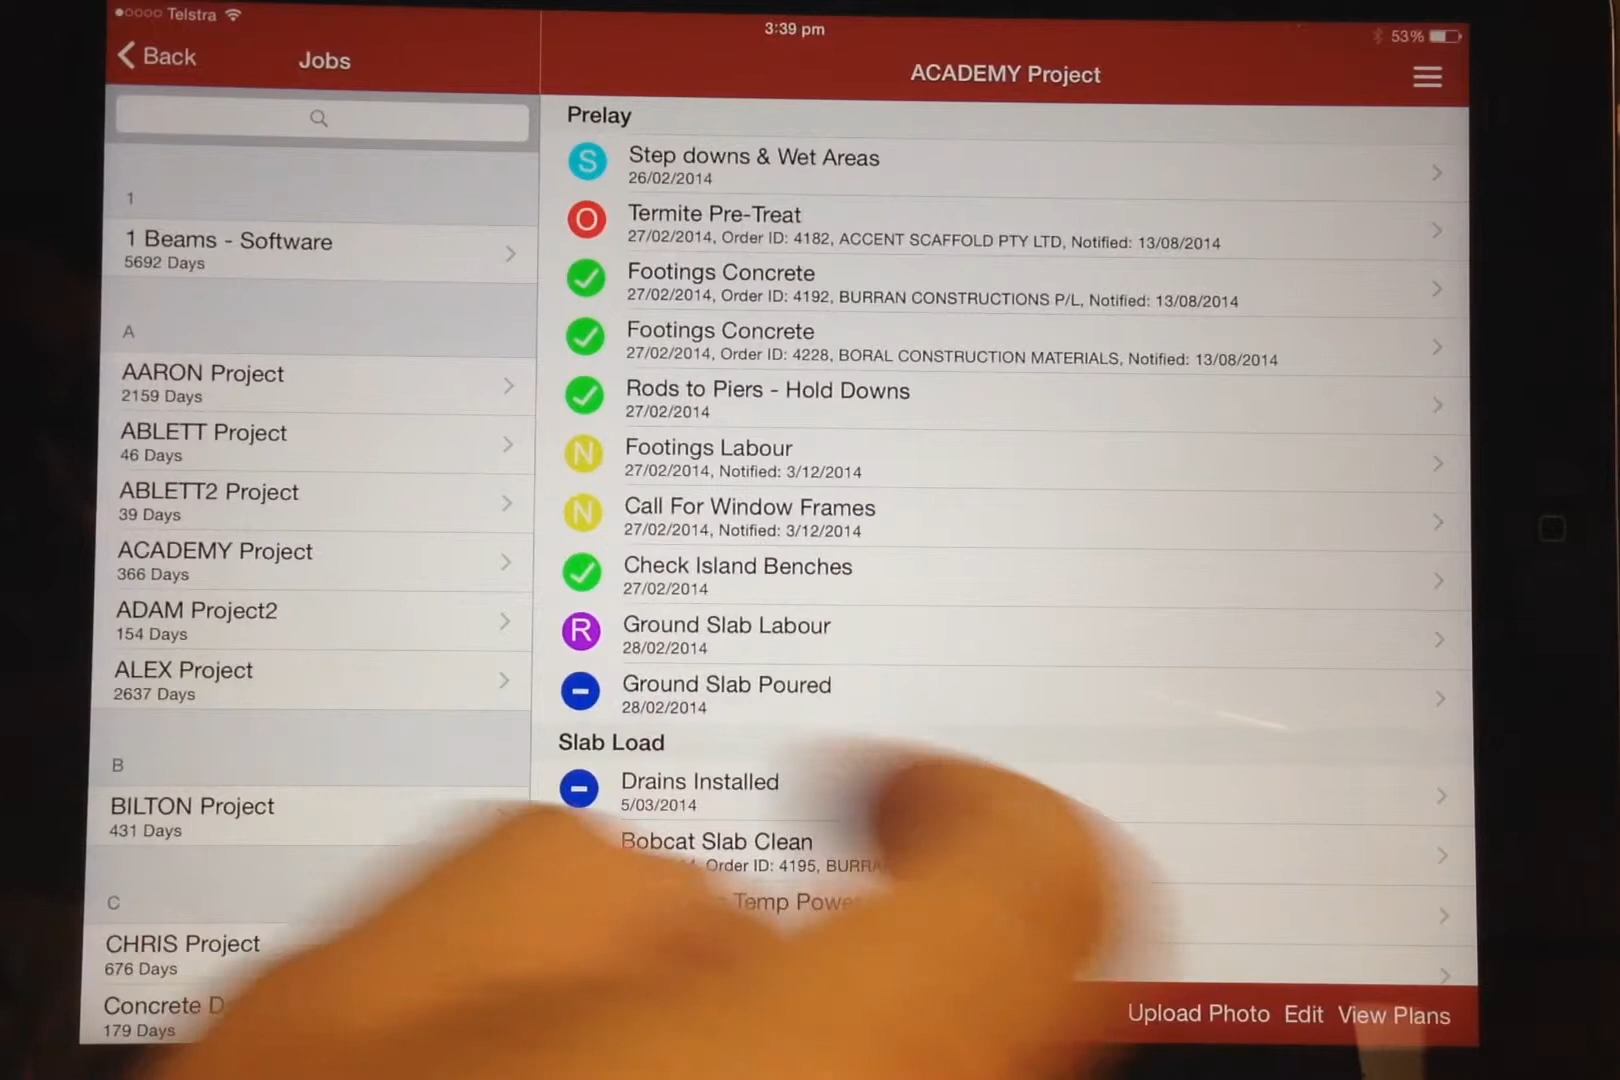 Telstra
3:39 pm
53%
Back
Jobs
ACADEMY Project
1
1 Beams - Software
5692 Days
A
AARON Project
2159 Days
ABLETT Project
46 Days
ABLETT2 Project
39 Days
ACADEMY Project
366 Days
ADAM Project2
154 Days
ALEX Project
2637 Days
B
BILTON Project
431 Days
C
CHRIS Project
676 Days
Concrete
179 Days
Prelay
S
Step downs & Wet Areas
26/02/2014
O
Termite Pre-Treat
27/02/2014, Order ID: 4182, ACCENT SCAFFOLD PTY LTD, Notified: 13/08/2014
Footings Concrete
27/02/2014, Order ID: 4192, BURRAN CONSTRUCTIONS P/L, Notified: 13/08/2014
Footings Concrete
27/02/2014, Order ID: 4228, BORAL CONSTRUCTION MATERIALS, Notified: 13/08/2014
Rods to Piers - Hold Downs
27/02/2014
N
Footings Labour
27/02/2014, Notified: 3/12/2014
N
Call For Window Frames
27/02/2014, Notified: 3/12/2014
Check Island Benches
27/02/2014
R
Ground Slab Labour
28/02/2014
Ground Slab Poured
28/02/2014
Slab Load
Drains Installed
5/03/2014
Bobcat Slab Clean
Order ID: 4195,
Temp
Upload Photo Edit View Plans